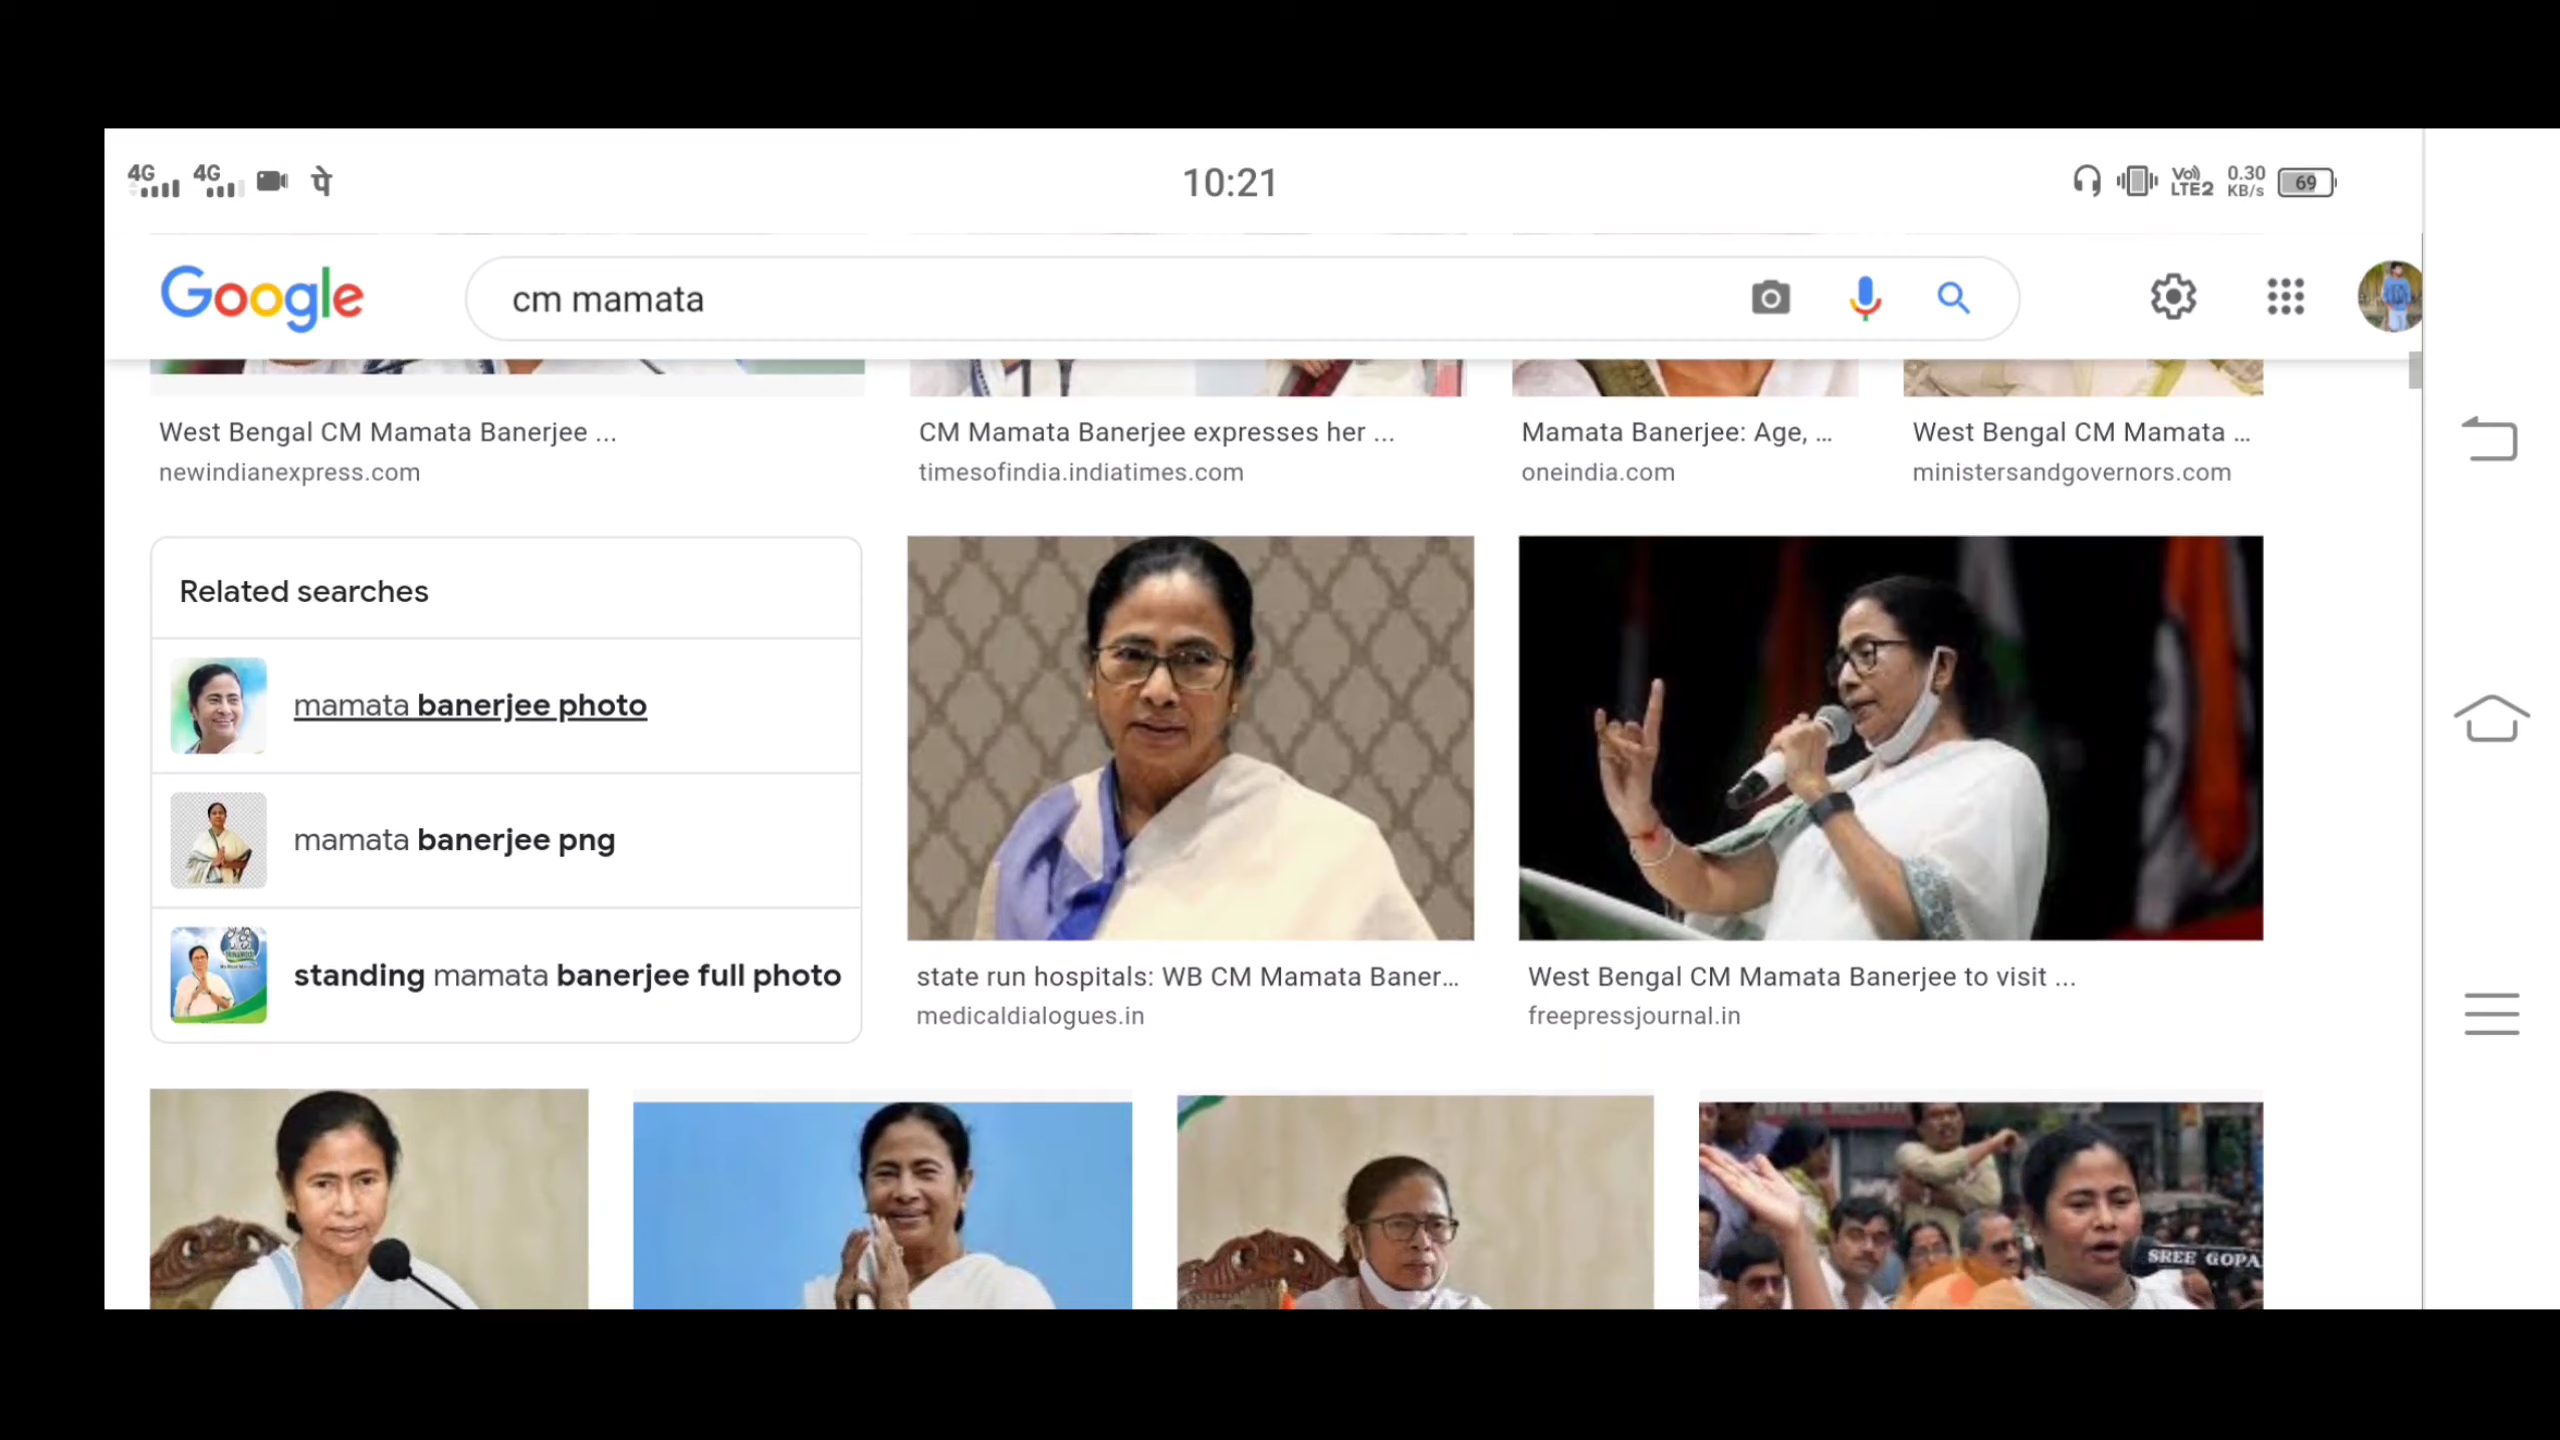 4G 4G पे 10:21 Vo) LTE2 0.30 KB/s 69
Google cm mamata
West Bengal CM Mamata Banerjee ...
newindianexpress.com
CM Mamata Banerjee expresses her ...
timesofindia.indiatimes.com
Mamata Banerjee: Age, ...
oneindia.com
West Bengal CM Mamata ...
ministersandgovernors.com
Related searches
mamata banerjee photo
mamata banerjee png
standing mamata banerjee full photo
state run hospitals: WB CM Mamata Baner...
medicaldialogues.in
West Bengal CM Mamata Banerjee to visit ...
freepressjournal.in
SREE GOPA